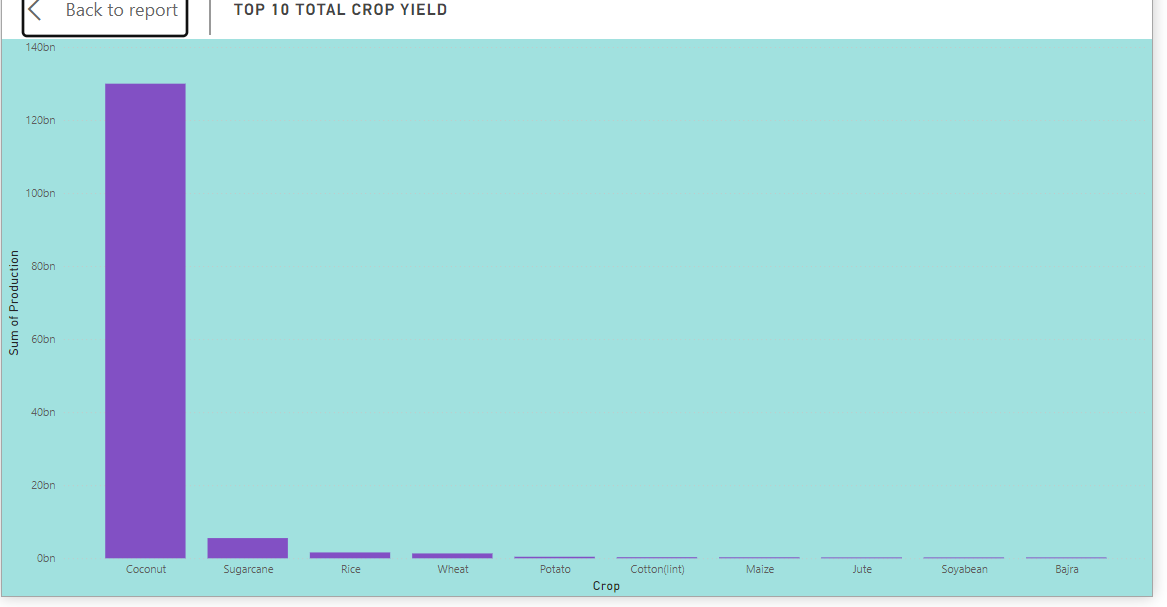 Back to report
TOP 10 TOTAL CROP YIELD
140bn
120bn
100bn
80bn
60bn
40bn
20bn
0bn
Sum of Production
Coconut Sugarcane Rice Wheat Potato Cotton(lint) Maize Jute Soyabean Bajra
Crop